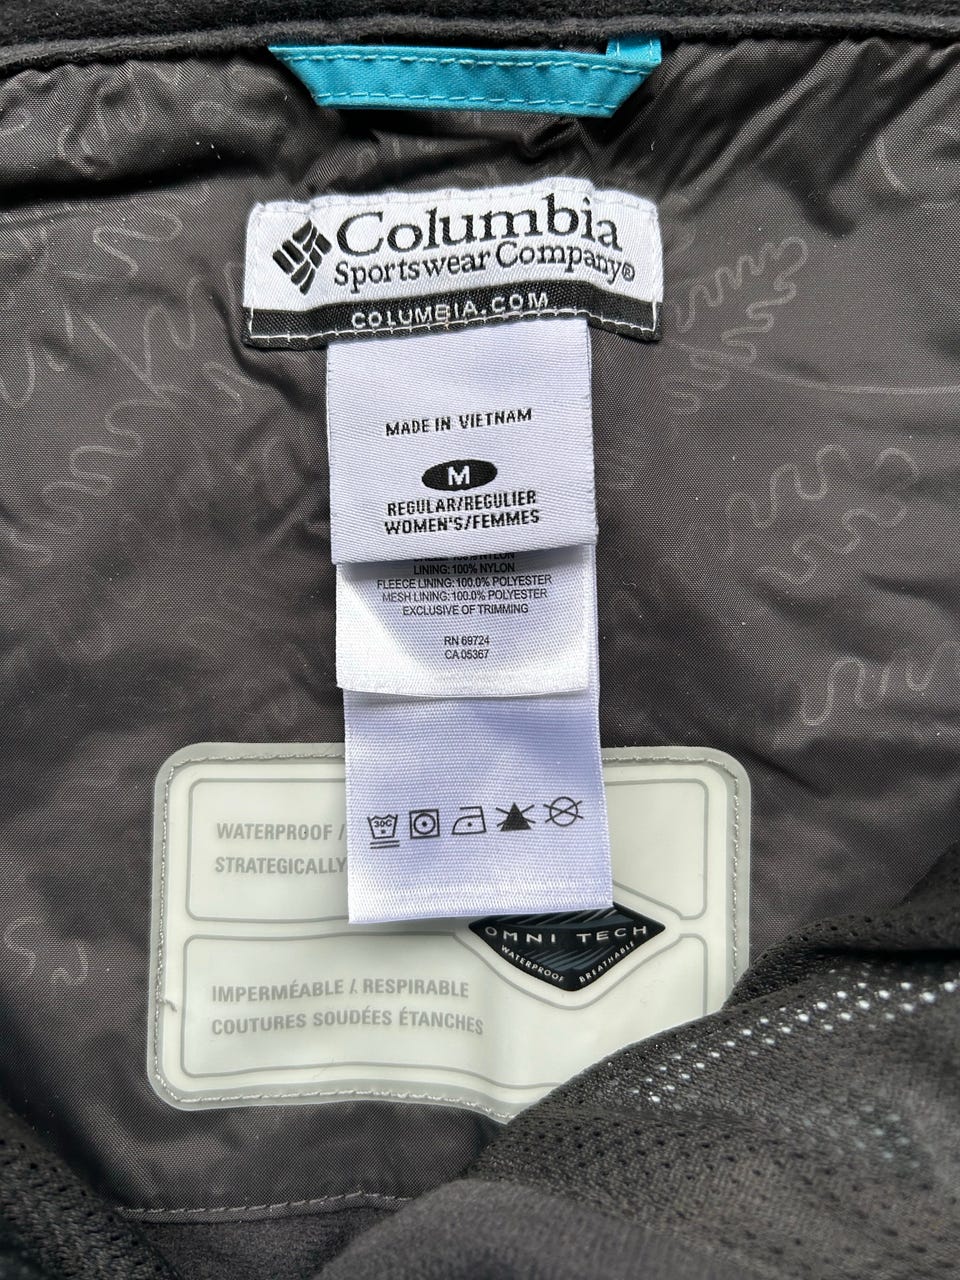 Columbia
Sportswear Company®
COLUMBIA.COM
MADE IN VIETNAM
M
REGULAR/REGULIER
WOMEN'S/FEMMES
100% NYLON
LINING: 100% NYLON
FLEECE LINING: 100.0% POLYESTER
MESH LINING: 100.0% POLYESTER
EXCLUSIVE OF TRIMMING
RN 69724
CA 05367
30C
WATERPROOF /
STRATEGICALLY
OMNI TECH
WATERPROOF BREATHABLE
IMPERMÉABLE / RESPIRABLE
COUTURES SOUDÉES ÉTANCHES